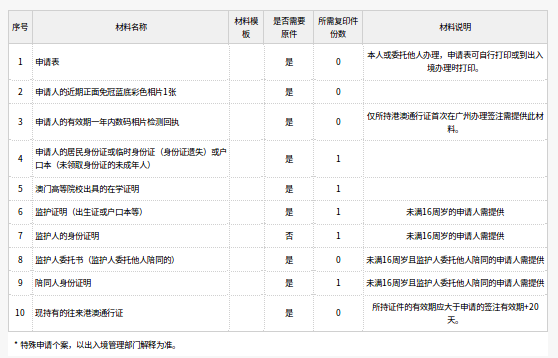 序号 材料名称 材料模板 是否需要原件 所需复印件份数 材料说明
1 申请表 是 0 本人或委托他人办理，申请表可自行打印或到出入境办理时打印。
2 申请人的近期正面免冠蓝底彩色相片1张 是 0
3 申请人的有效期一年内数码相片检测回执 是 0 仅所持港澳通行证首次在广州办理签注需提供此材料。
4 申请人的居民身份证或临时身份证（身份证遗失）或户口本（未领取身份证的未成年人） 是 1
5 澳门高等院校出具的在学证明 是 1
6 监护证明（出生证或户口本等） 是 1 未满16周岁的申请人需提供
7 监护人的身份证明 否 1 未满16周岁的申请人需提供
8 监护人委托书（监护人委托他人陪同的） 是 0 未满16周岁且监护人委托他人陪同的申请人需提供
9 陪同人身份证明 是 1 未满16周岁且监护人委托他人陪同的申请人需提供
10 现持有的往来港澳通行证 是 0 所持证件的有效期应大于申请的签注有效期+20天。
* 特殊申请个案，以出入境管理部门解释为准。